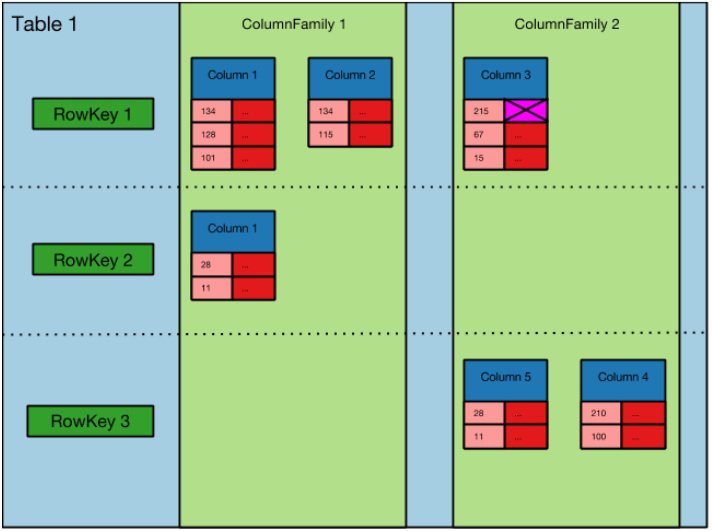 Table 1
ColumnFamily 1
ColumnFamily 2
RowKey 1
Column 1
134 ...
128 ...
101 ...
Column 2
134 ...
115 ...
Column 3
215
67 ...
15 ...
RowKey 2
Column 1
28 ...
11 ...
RowKey 3
Column 5
28 ...
11 ...
Column 4
210 ...
100 ...